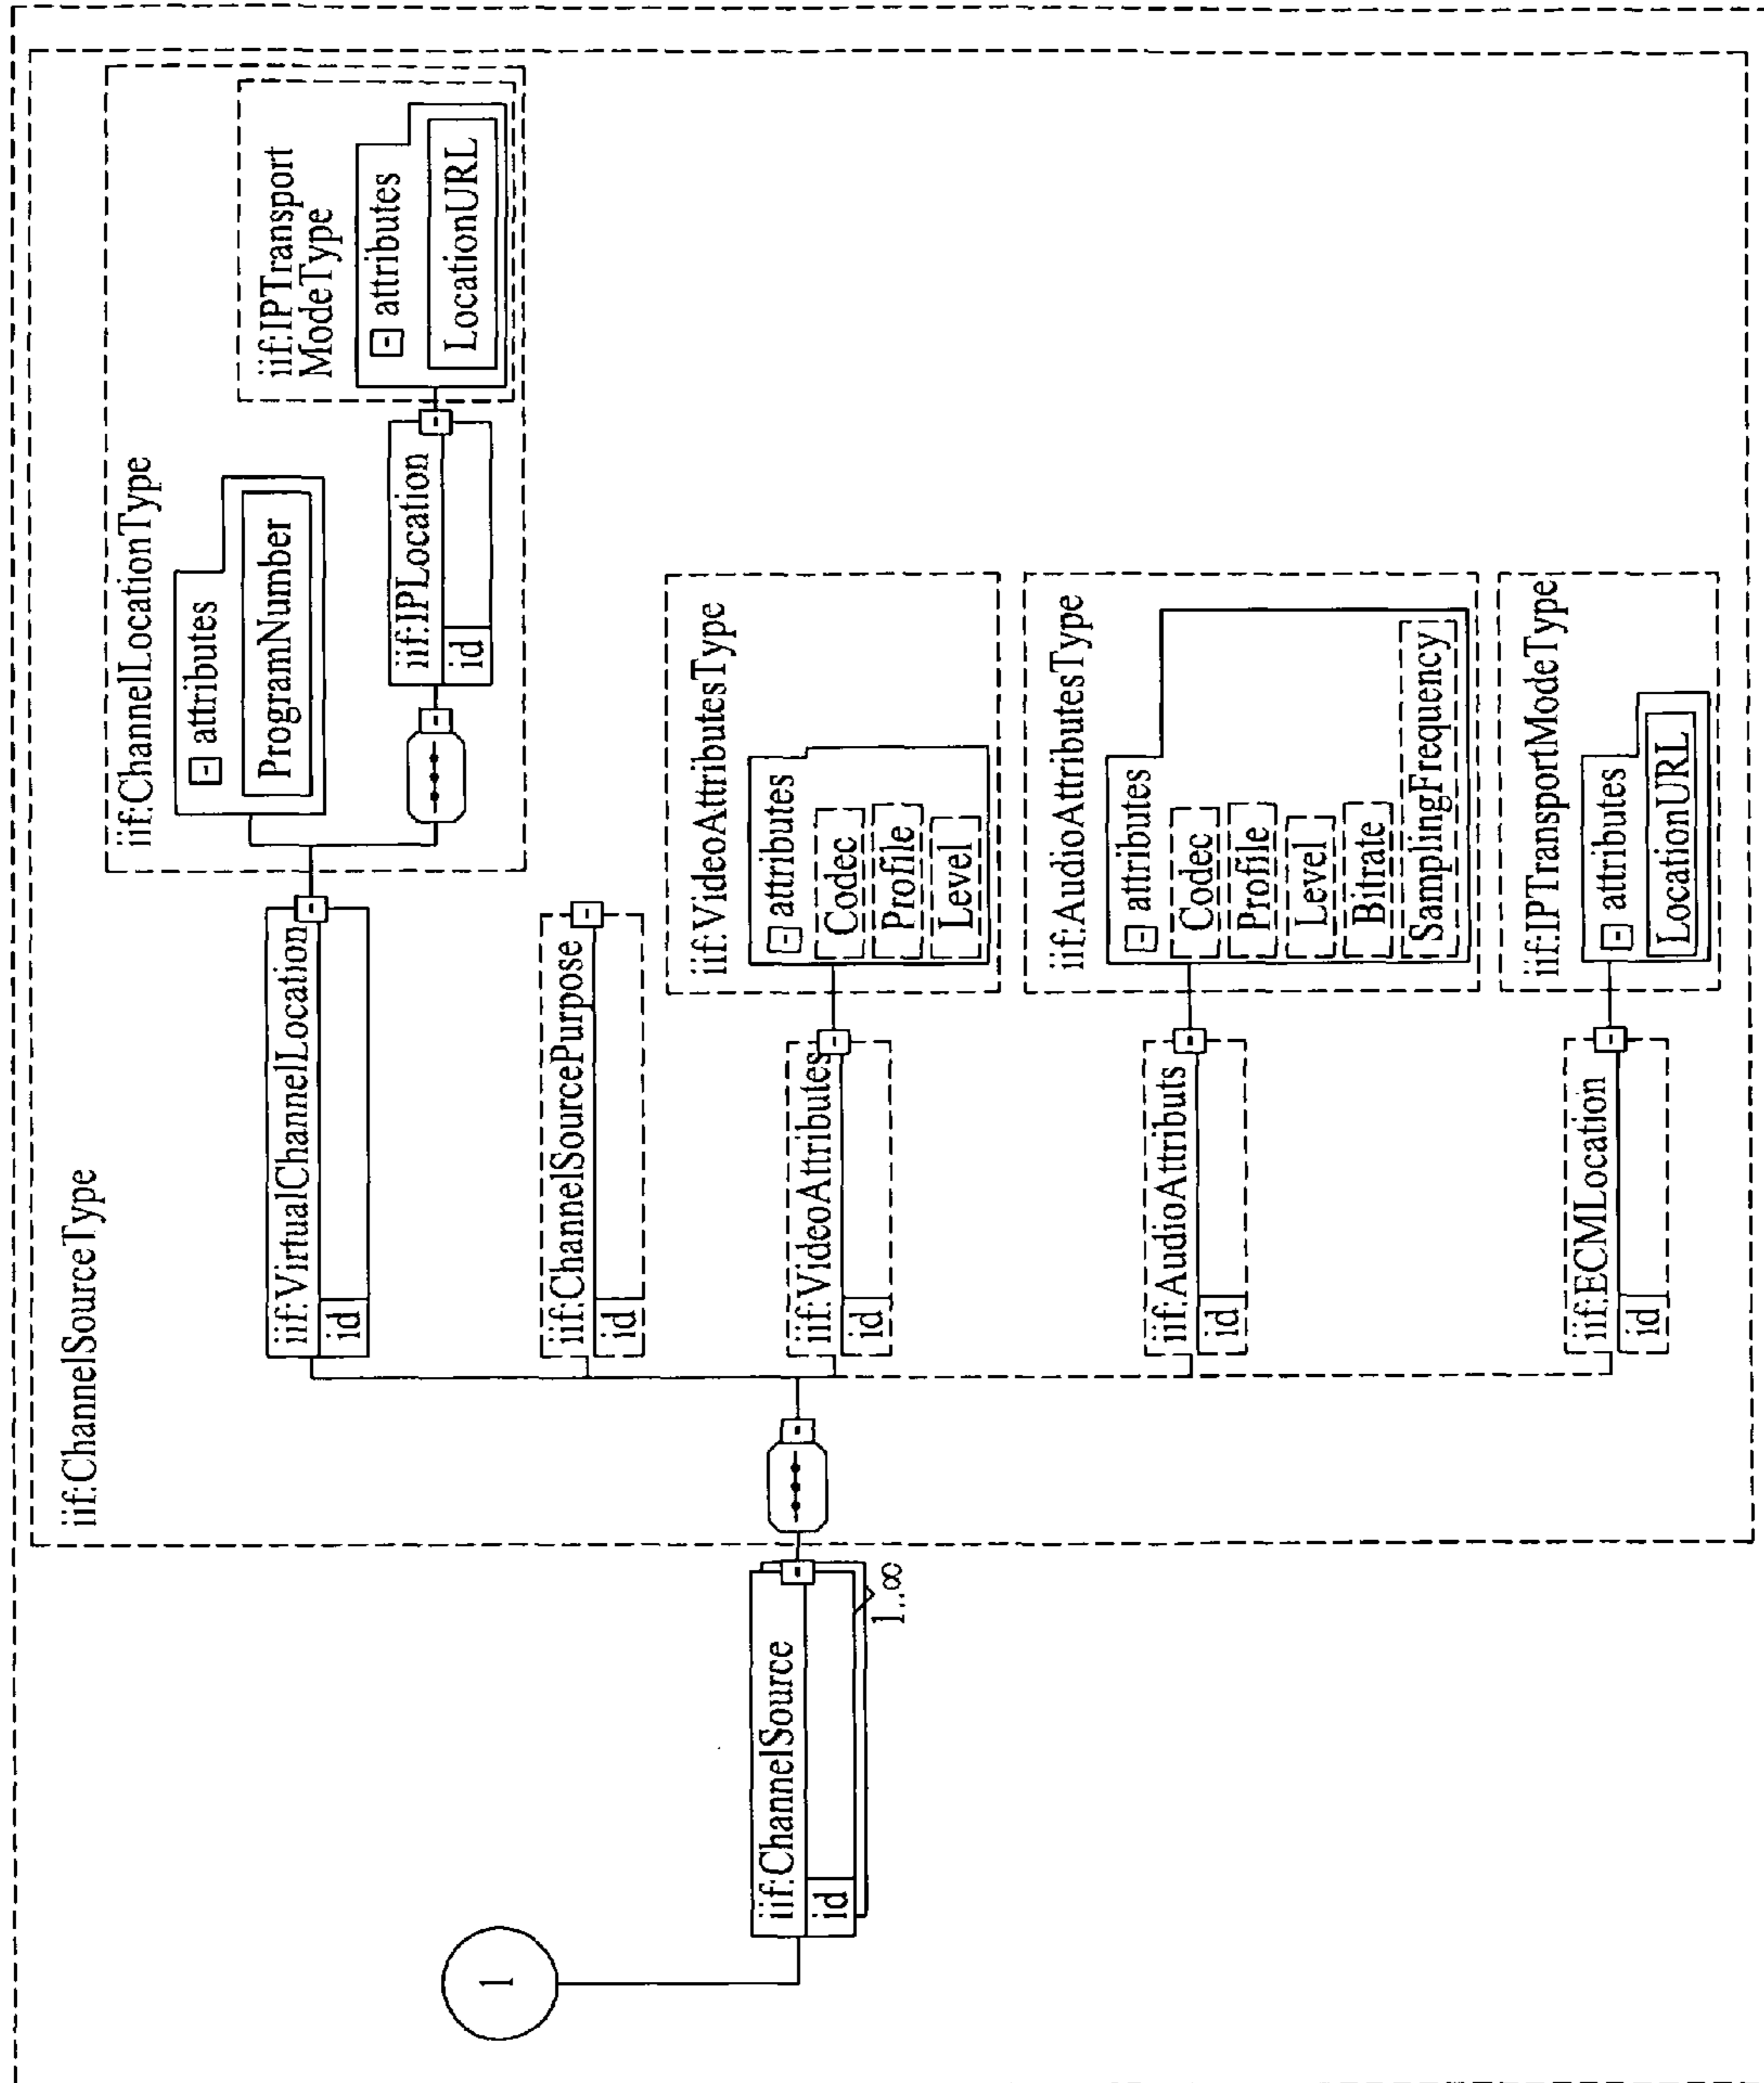 1
iif:ChannelSource
id
1..∞
iif:ChannelSourceType
iif:VirtualChannelLocation
id
iif:ChannelLocationType
attributes
ProgramNumber
iif:IPLocation
id
iif:IPTransport
ModeType
attributes
LocationURL
iif:ChannelSourcePurpose
id
iif:VideoAttributes
id
iif:VideoAttributesType
attributes
Codec
Profile
Level
iif:AudioAttributs
id
iif:AudioAttributesType
attributes
Codec
Profile
Level
Bitrate
SamplingFrequency
iif:ECMLocation
id
iif:IPTransportModeType
attributes
LocationURL